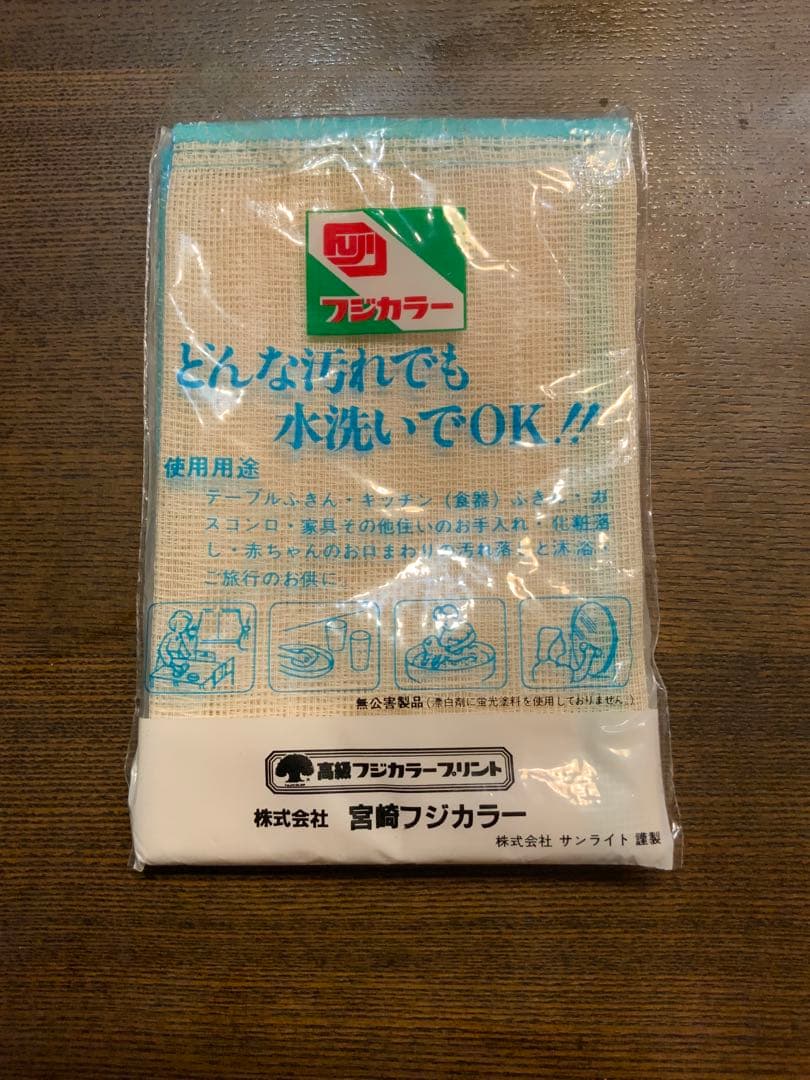 FUJI
フジカラー
どんな汚れでも
水洗いでOK!!
使用用途
テーブルふきん・キッチン(食器)ふきん・ガ
スコンロ・家具その他住いのお手入れ・化粧落
し・赤ちゃんのお口まわりの汚れ落しと沐浴・
ご旅行のお供に。
無公害製品(漂白剤に蛍光塗料を使用しておりません。)
高級フジカラープリント
株式会社 宮崎フジカラー
株式会社 サンライト 謹製